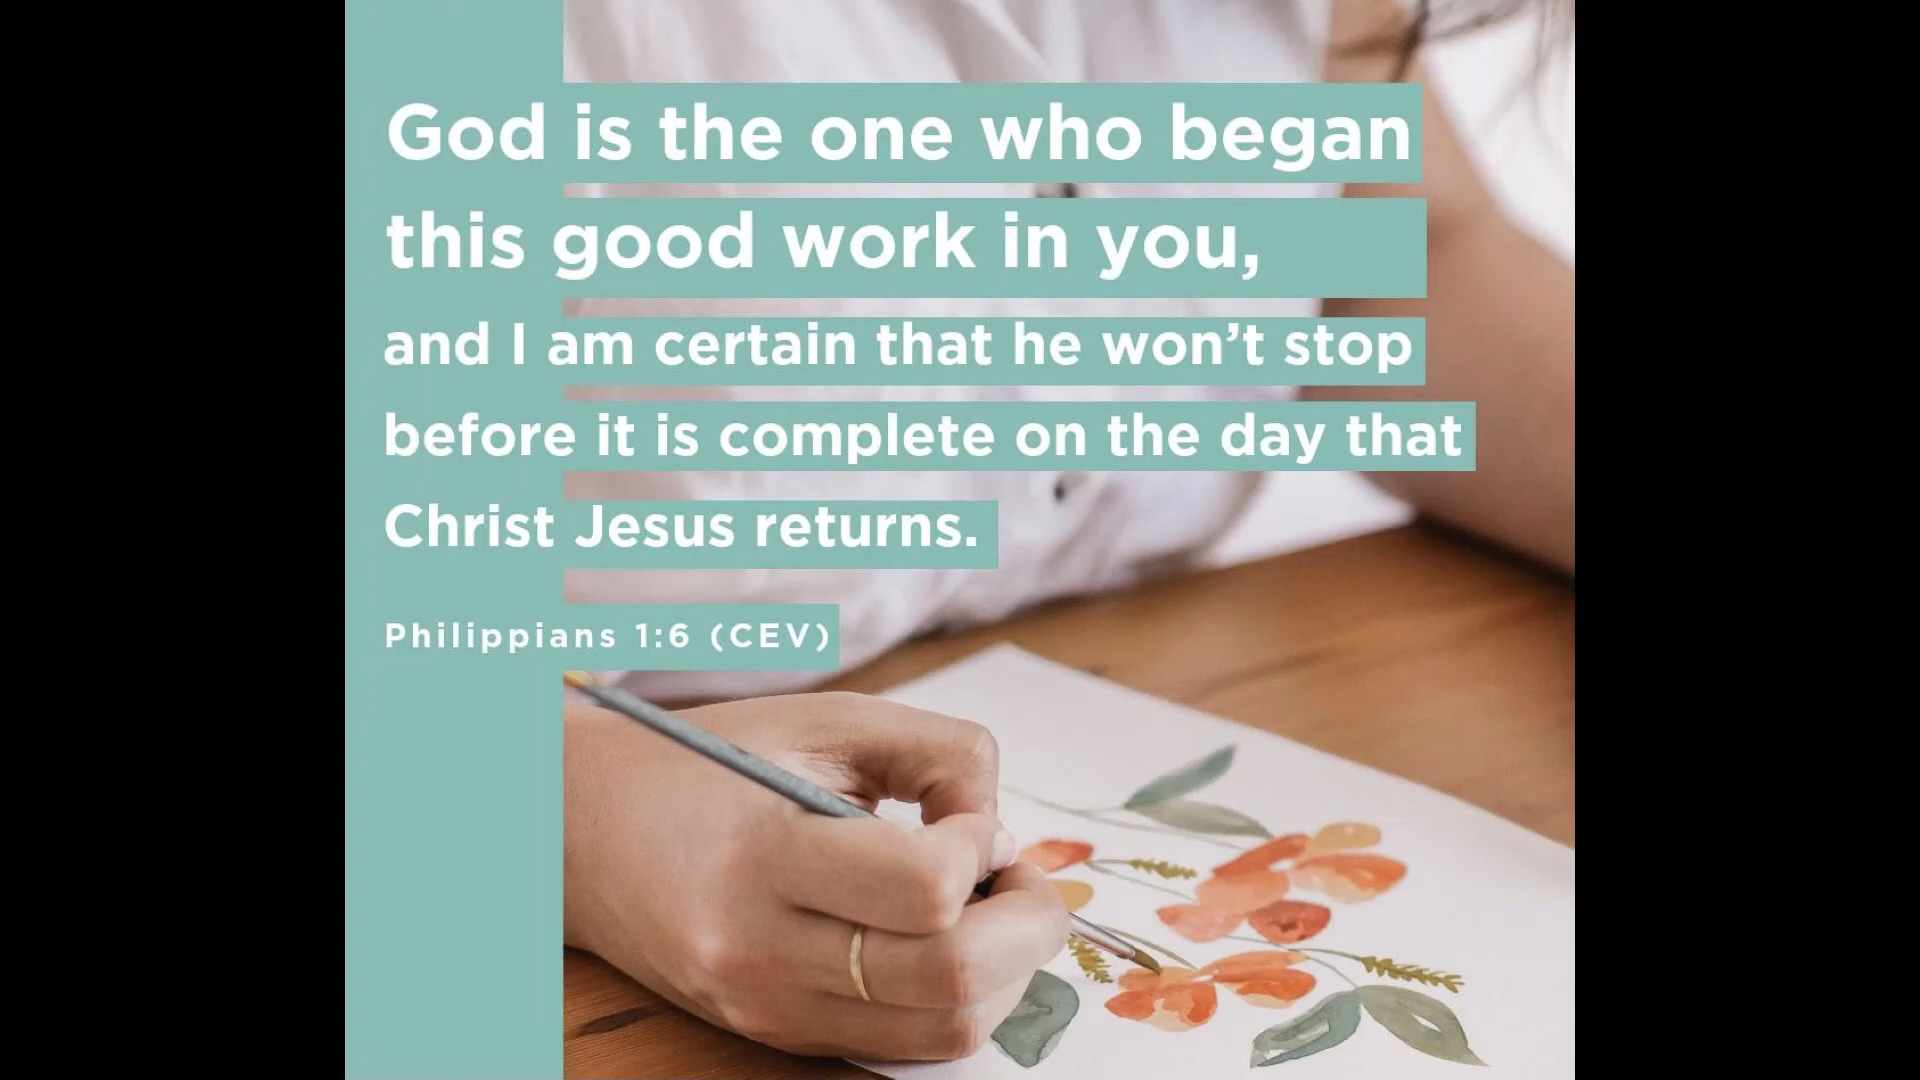 God is the one who began
this good work in you,
and I am certain that he won’t stop
before it is complete on the day that
Christ Jesus returns.
Philippians 1:6 (CEV)